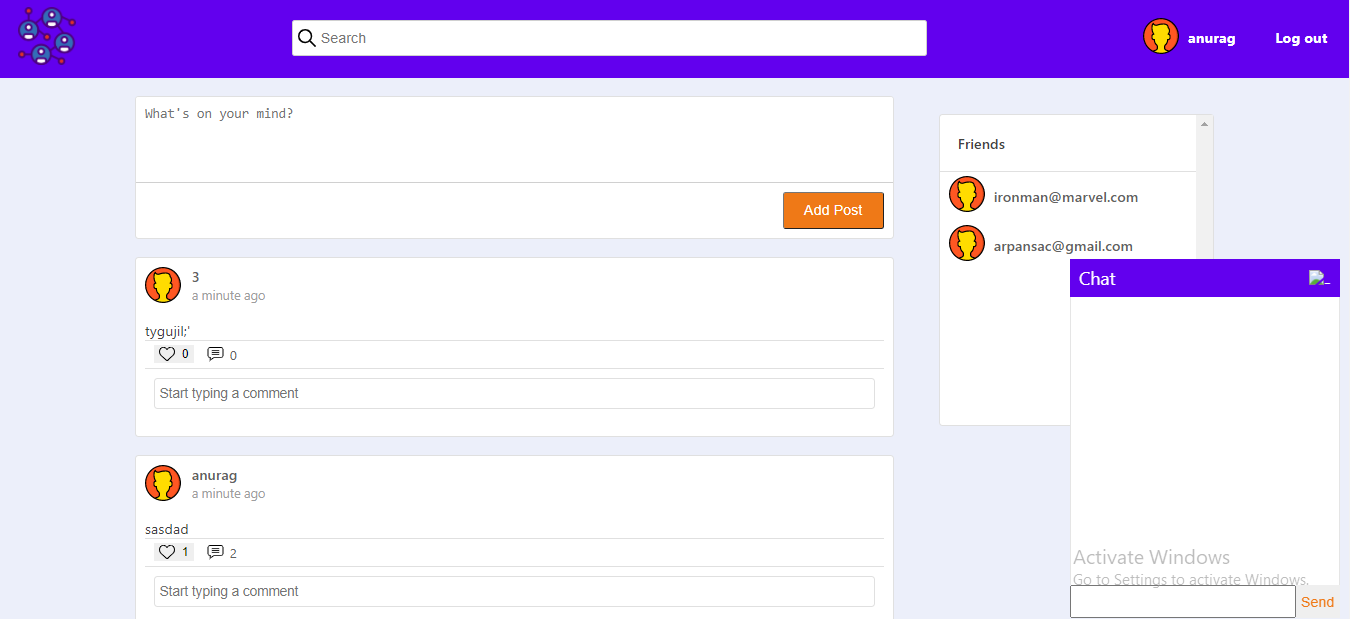 Search
anurag
Log out
What's on your mind?
Add Post
3
a minute ago
tygujil;'
0
0
Start typing a comment
anurag
a minute ago
sasdad
1
2
Start typing a comment
Friends
ironman@marvel.com
arpansac@gmail.com
Chat
Activate Windows
Go to Settings to activate Windows.
Send